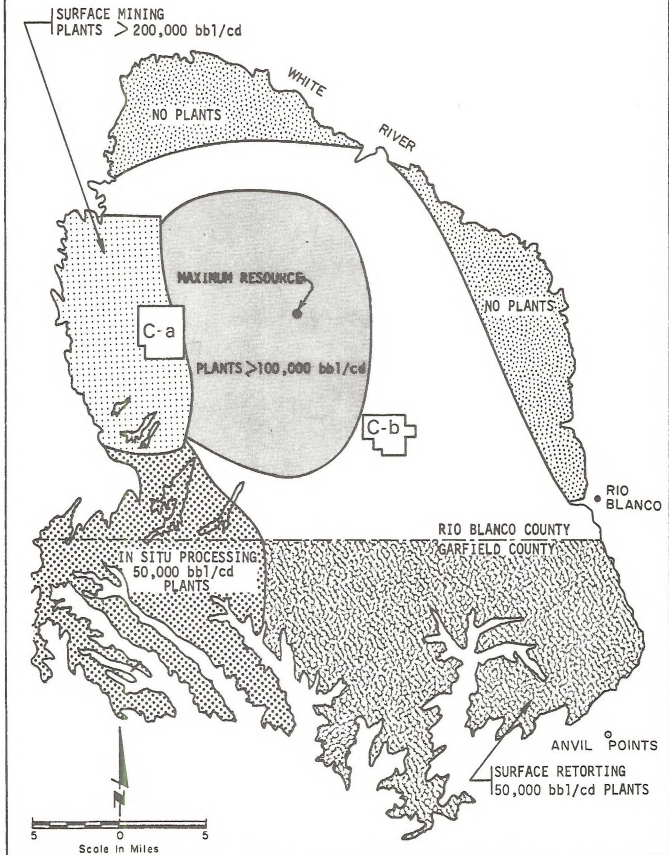 SURFACE MINING
PLANTS > 200,000 bbl/cd
WHITE
RIVER
NO PLANTS
MAXIMUM RESOURCE
NO PLANTS
C-a
PLANTS >100,000 bbl/cd
C-b
RIO
BLANCO
RIO BLANCO COUNTY
GARFIELD COUNTY
IN SITU PROCESSING
50,000 bbl/cd
PLANTS
ANVIL POINTS
SURFACE RETORTING
50,000 bbl/cd PLANTS
N
5 0 5
Scale In Miles